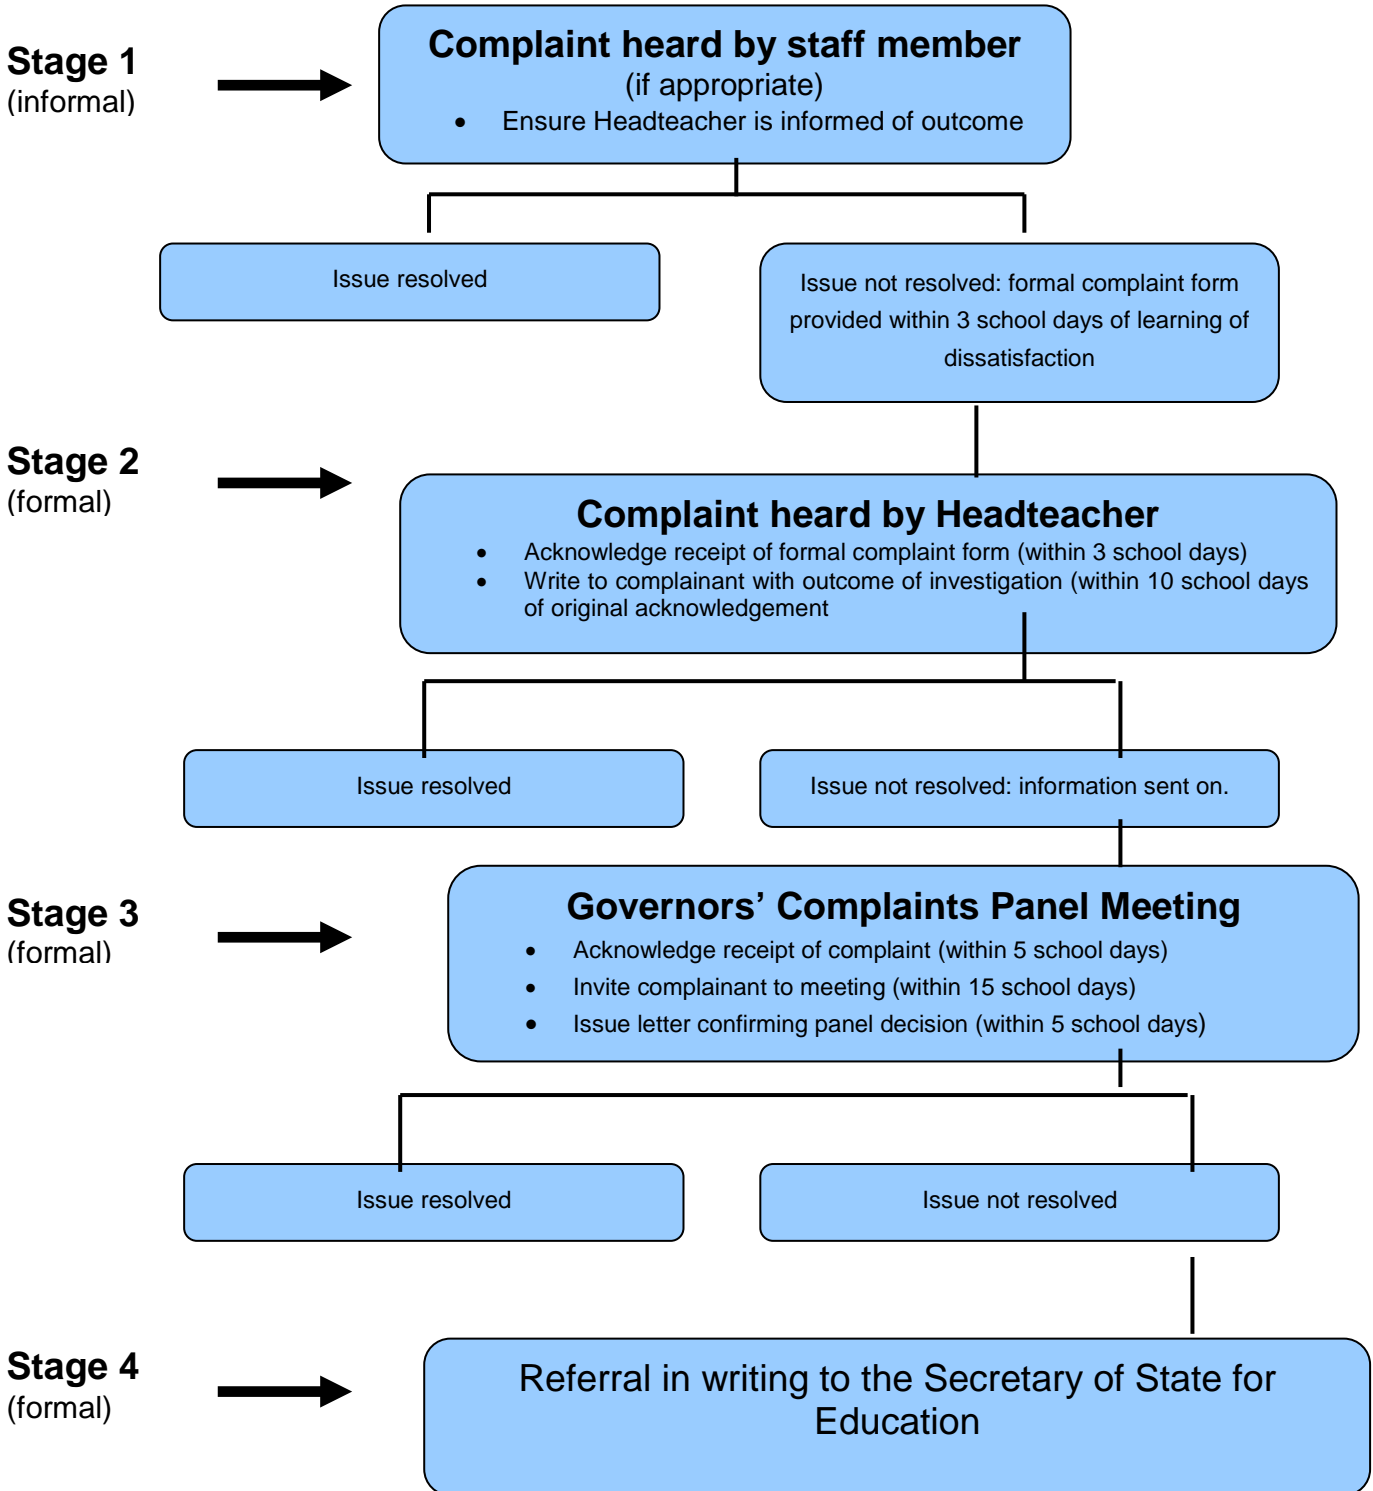 Stage 1
(informal)
Complaint heard by staff member
(if appropriate)
• Ensure Headteacher is informed of outcome
Issue resolved
Issue not resolved: formal complaint form
provided within 3 school days of learning of
dissatisfaction
Stage 2
(formal)
Complaint heard by Headteacher
• Acknowledge receipt of formal complaint form (within 3 school days)
• Write to complainant with outcome of investigation (within 10 school days
of original acknowledgement
Issue resolved
Issue not resolved: information sent on.
Stage 3
(formal)
Governors’ Complaints Panel Meeting
• Acknowledge receipt of complaint (within 5 school days)
• Invite complainant to meeting (within 15 school days)
• Issue letter confirming panel decision (within 5 school days)
Issue resolved
Issue not resolved
Stage 4
(formal)
Referral in writing to the Secretary of State for
Education